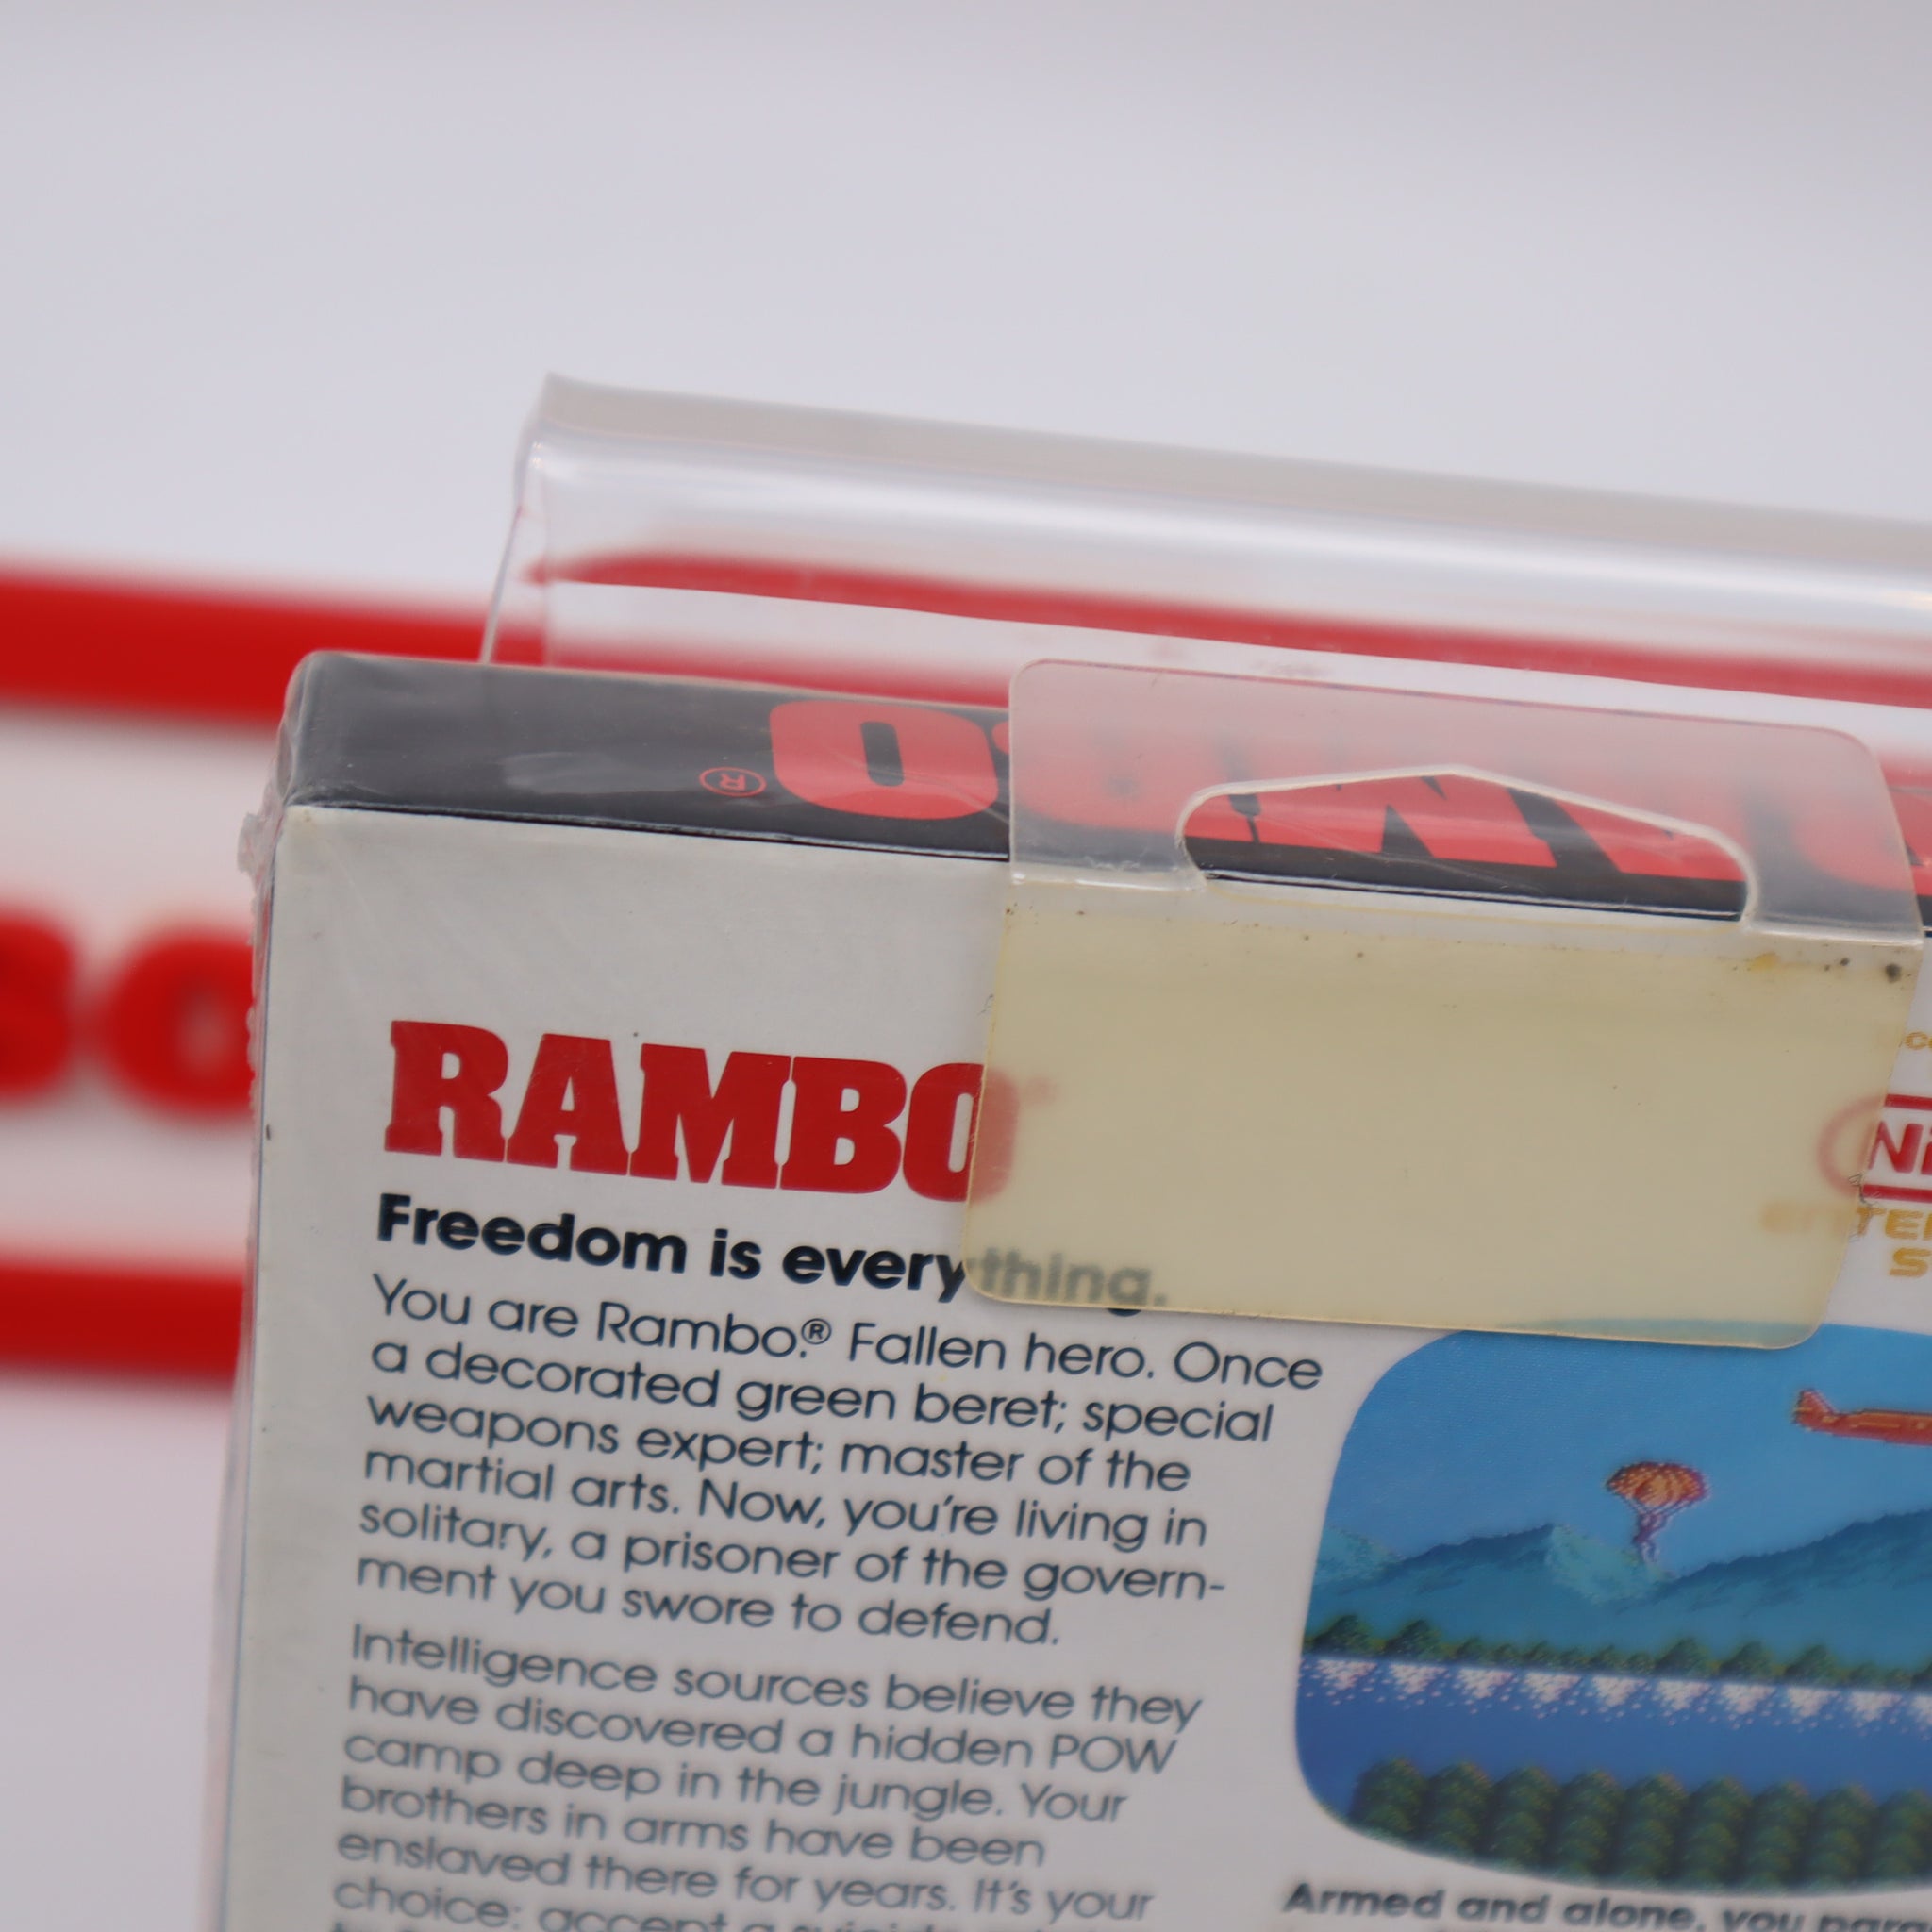 RAMBO®
RAMBO
Freedom is everything.
You are Rambo.® Fallen hero. Once
a decorated green beret; special
weapons expert; master of the
martial arts. Now, you're living in
solitary, a prisoner of the govern-
ment you swore to defend.
Intelligence sources believe they
have discovered a hidden POW
camp deep in the jungle. Your
brothers in arms have been
enslaved there for years. It's your
choice: accept a
Armed and alone, you